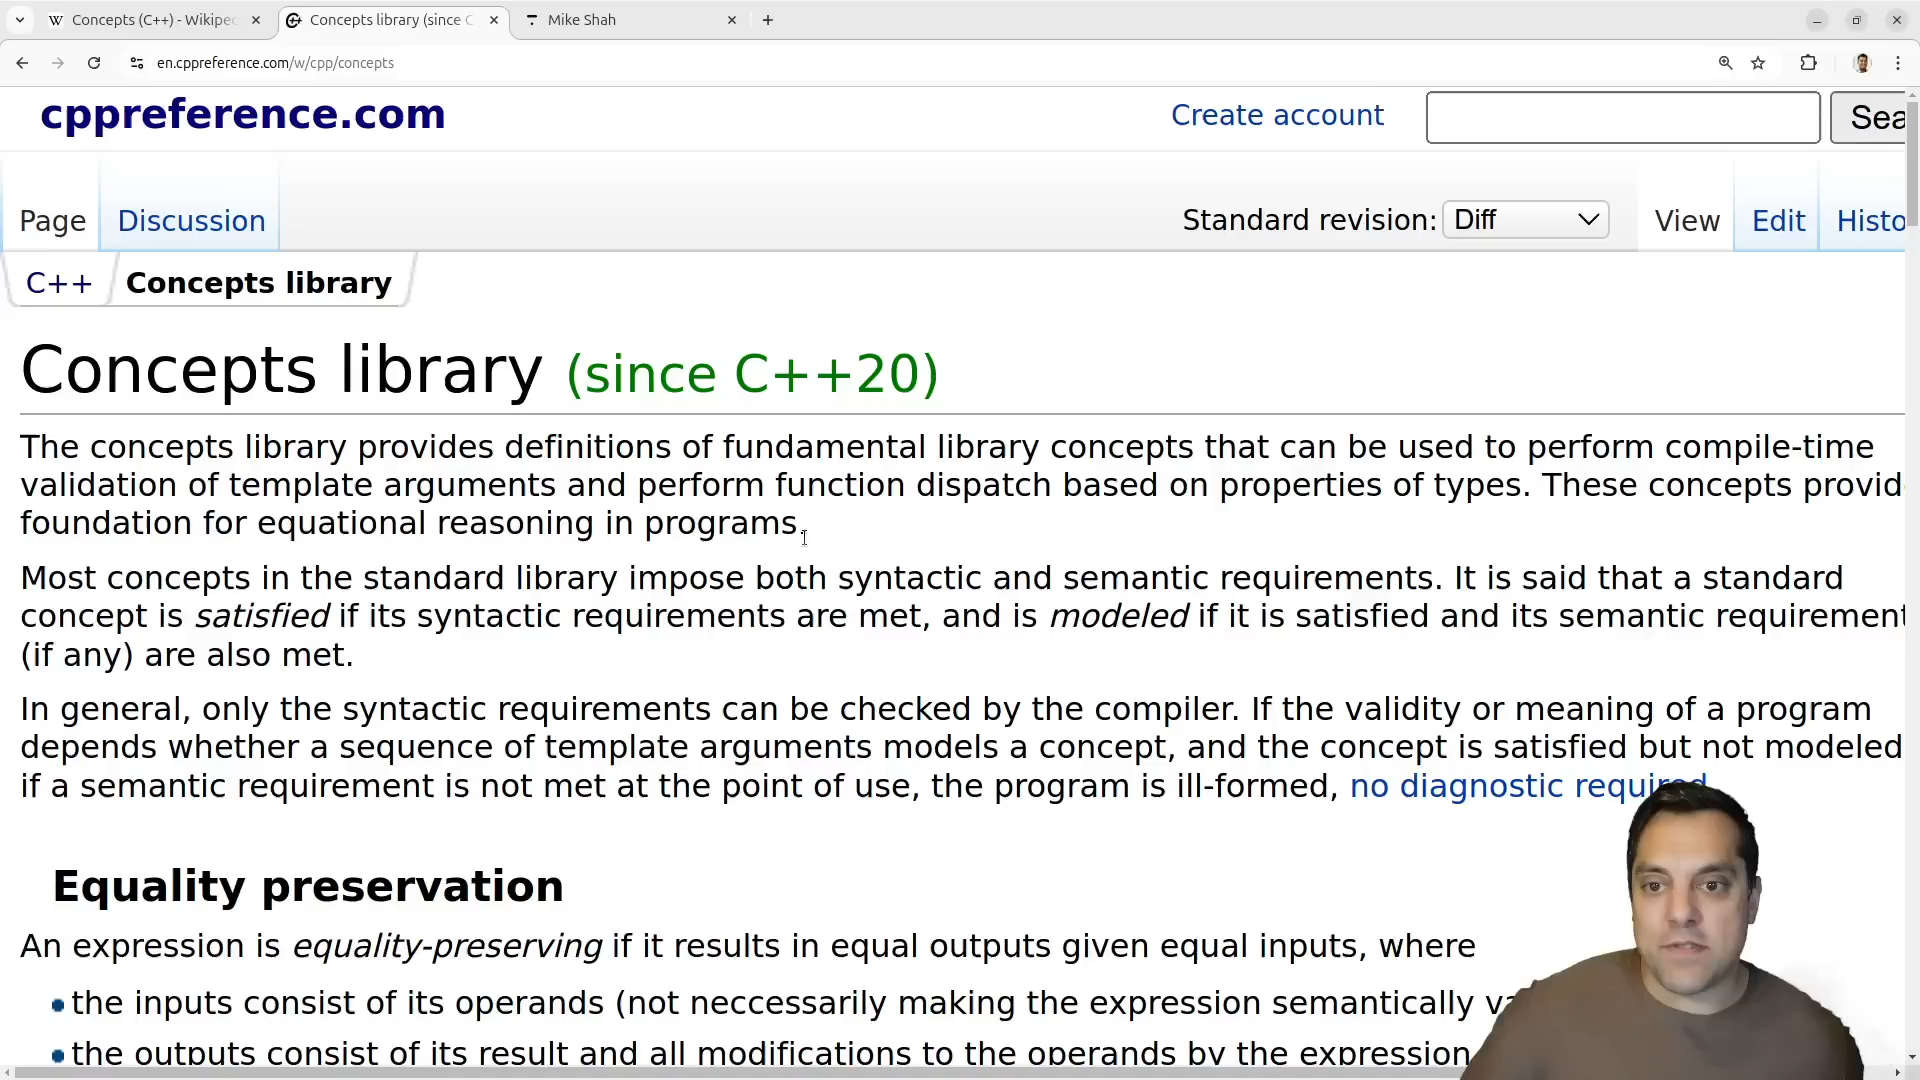 Concepts (C++) - Wikiped
Concepts library (since C
Mike Shah
en.cppreference.com/w/cpp/concepts
cppreference.com
Create account
Sea
Page
Discussion
Standard revision:
Diff
View
Edit
Histo
C++
Concepts library
Concepts library (since C++20)
The concepts library provides definitions of fundamental library concepts that can be used to perform compile-time
validation of template arguments and perform function dispatch based on properties of types. These concepts provid
foundation for equational reasoning in programs.
Most concepts in the standard library impose both syntactic and semantic requirements. It is said that a standard
concept is satisfied if its syntactic requirements are met, and is modeled if it is satisfied and its semantic requirement
(if any) are also met.
In general, only the syntactic requirements can be checked by the compiler. If the validity or meaning of a program
depends whether a sequence of template arguments models a concept, and the concept is satisfied but not modeled
if a semantic requirement is not met at the point of use, the program is ill-formed, no diagnostic required
Equality preservation
An expression is equality-preserving if it results in equal outputs given equal inputs, where
the inputs consist of its operands (not neccessarily making the expression semantically va
the outputs consist of its result and all modifications to the operands by the expression